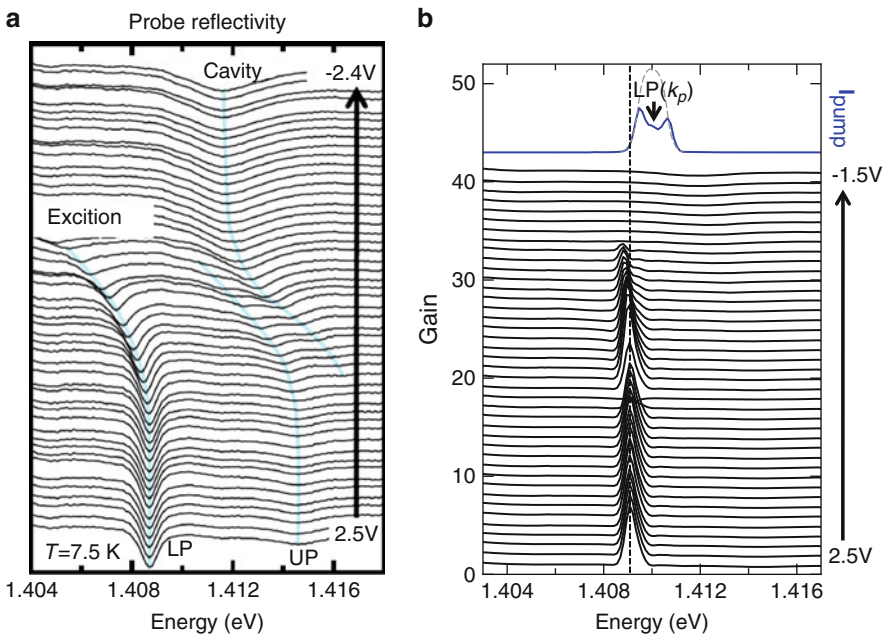 a
Probe reflectivity
Cavity
-2.4V
Excition
T=7.5 K
LP
UP
2.5V
1.404 1.408 1.412 1.416
Energy (eV)
b
50
40
30
20
10
0
Gain
LP(kp)
Ipump
-1.5V
2.5V
1.404 1.408 1.412 1.416
Energy (eV)